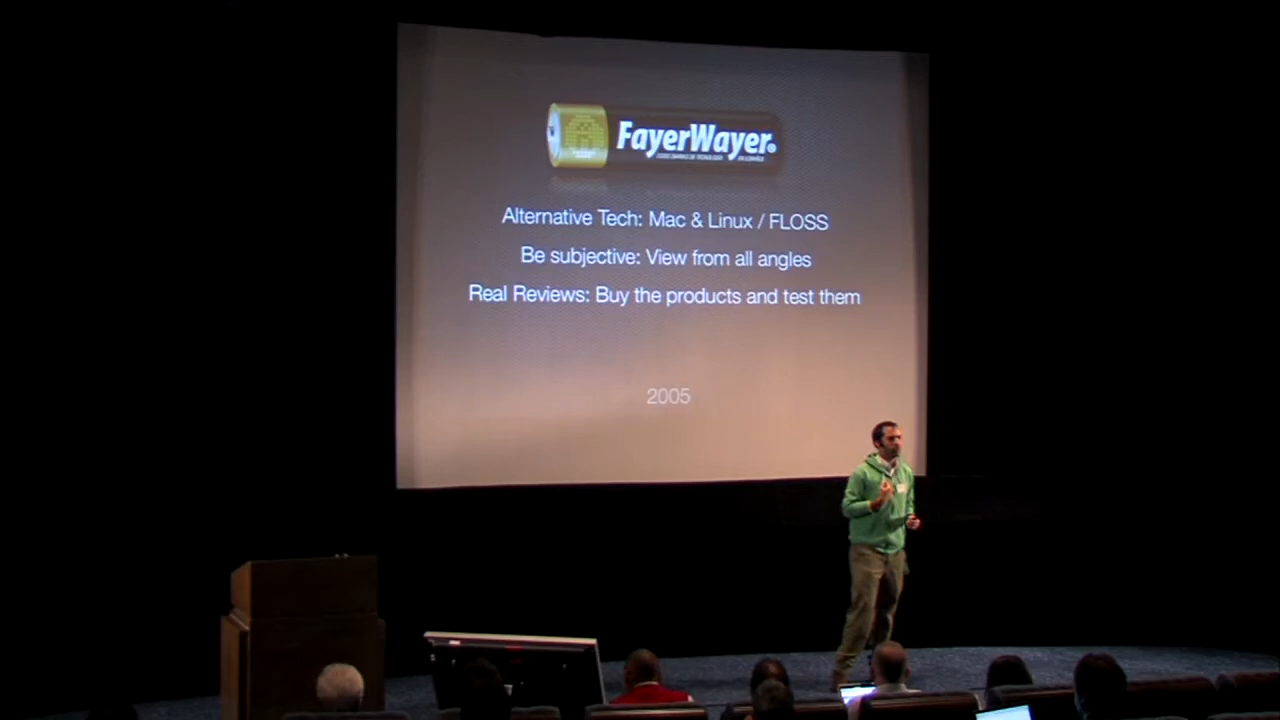 FayerWayer®
Alternative Tech: Mac & Linux / FLOSS
Be subjective: View from all angles
Real Reviews: Buy the products and test them
2005